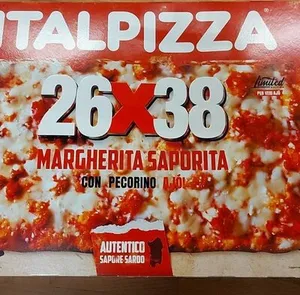 ITALPIZZA
26X38
MARGHERITA SAPORITA
CON PECORINO
AUTENTICO
SAPORE SARDO